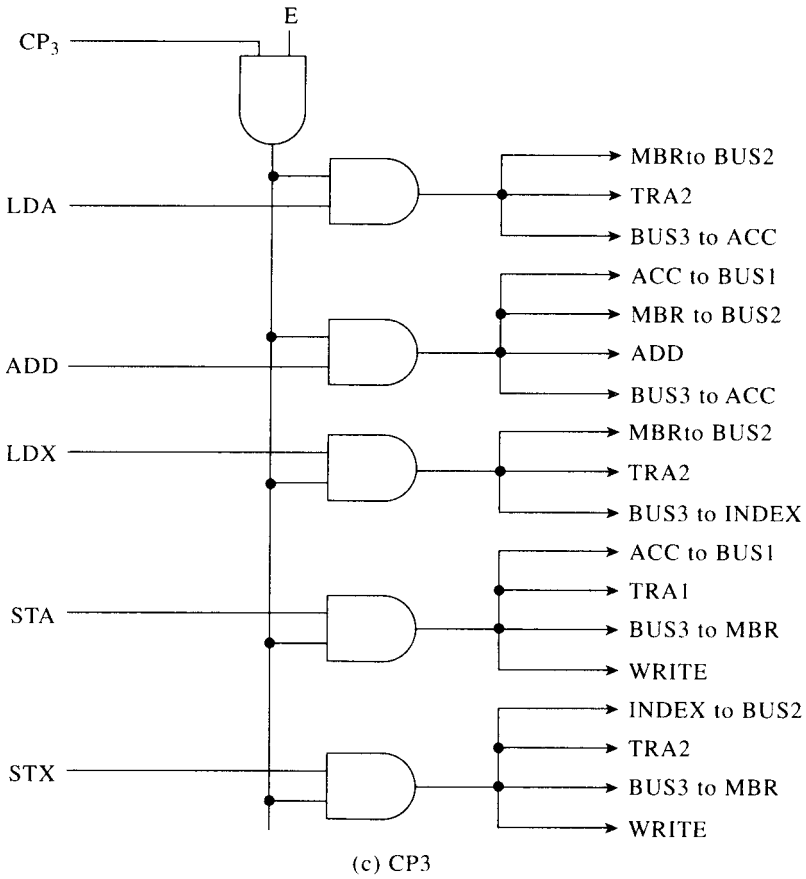 E
CP3
MBRto BUS2
LDA
TRA2
BUS3 to ACC
ACC to BUS1
MBR to BUS2
ADD
ADD
BUS3 to ACC
LDX
MBRto BUS2
TRA2
BUS3 to INDEX
ACC to BUS1
STA
TRA1
BUS3 to MBR
WRITE
INDEX to BUS2
STX
TRA2
BUS3 to MBR
WRITE
(c) CP3